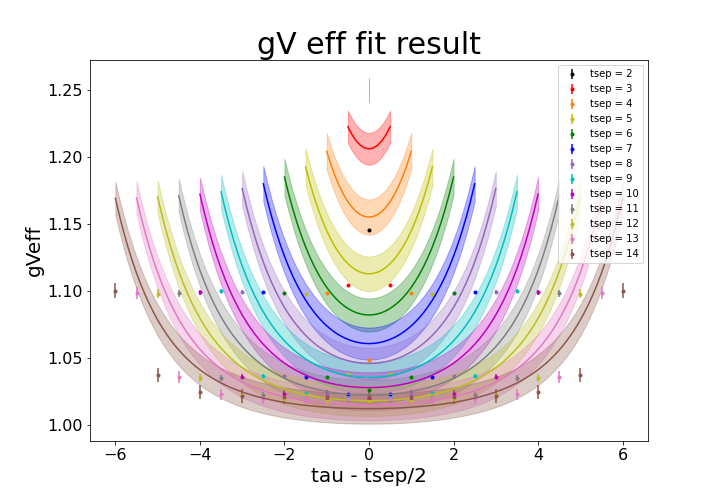 gV eff fit result
gVeff
1.25
1.20
1.15
1.10
1.05
1.00
−6
−4
−2
0
2
4
6
tau - tsep/2
tsep = 2
tsep = 3
tsep = 4
tsep = 5
tsep = 6
tsep = 7
tsep = 8
tsep = 9
tsep = 10
tsep = 11
tsep = 12
tsep = 13
tsep = 14